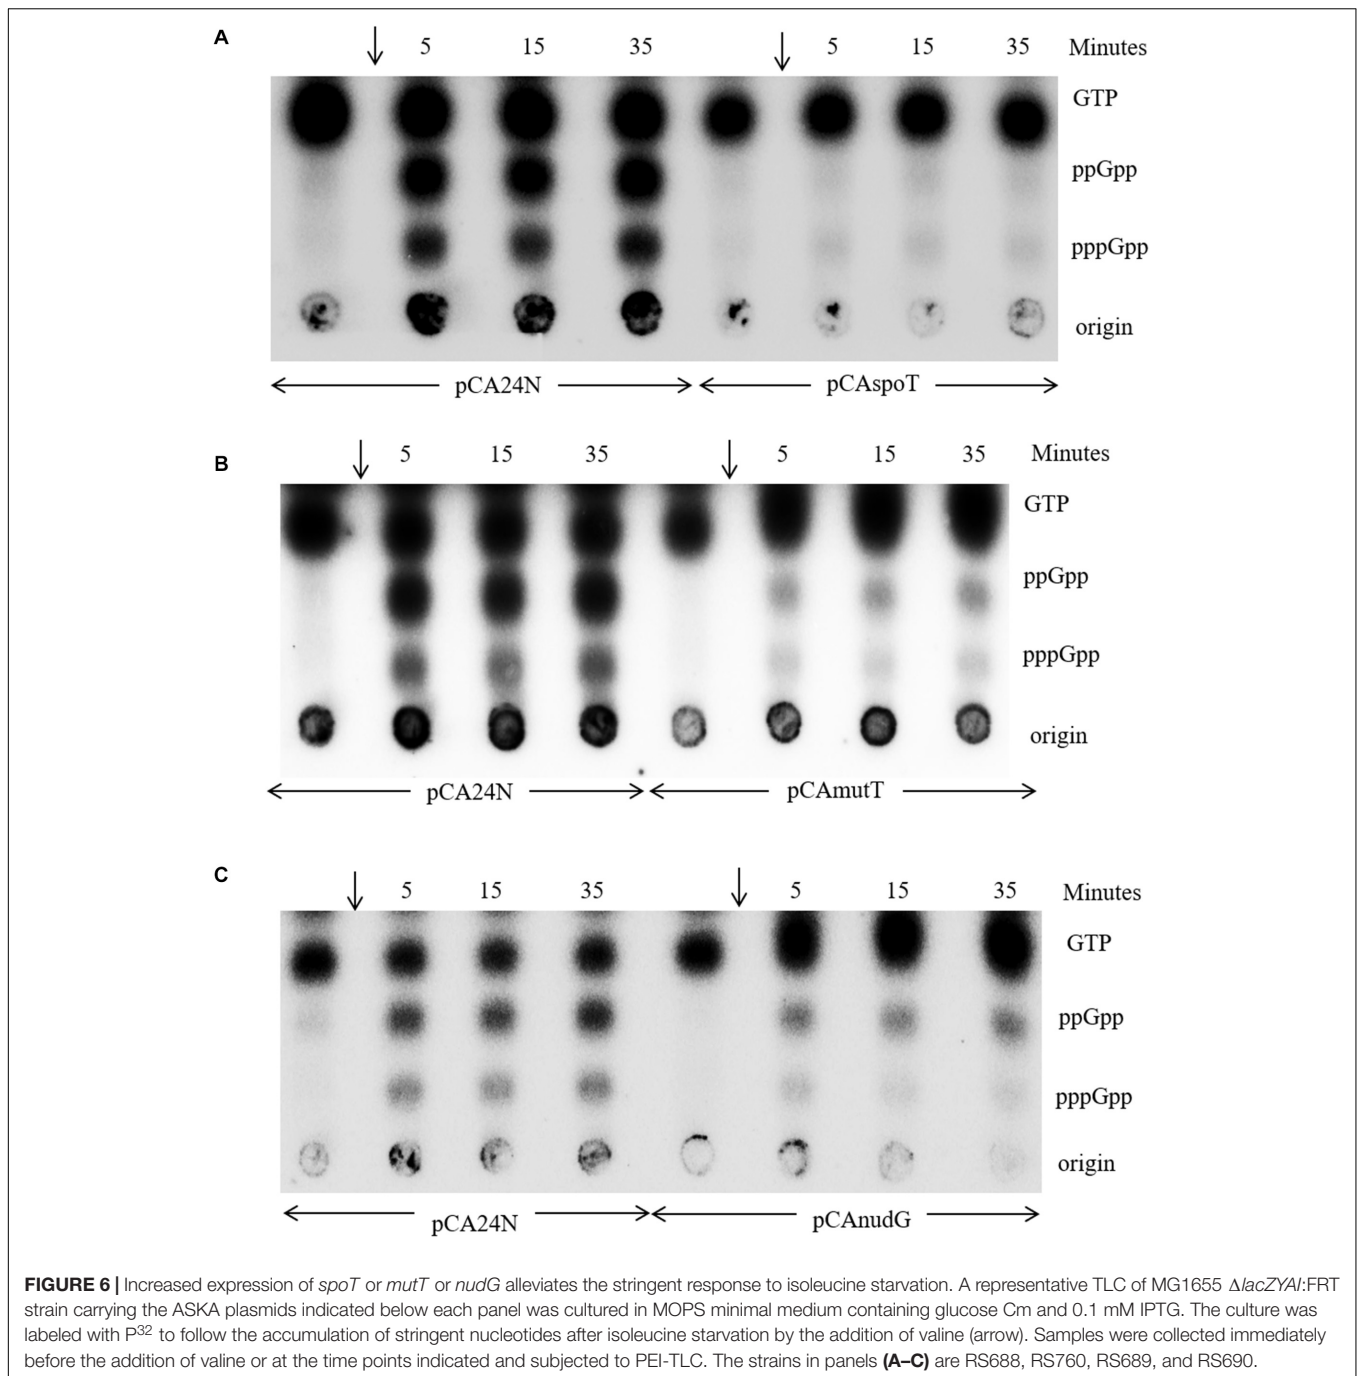 A
5 15 35 5 15 35 Minutes
GTP
ppGpp
pppGpp
origin
pCA24N pCAspoT
B
5 15 35 5 15 35 Minutes
GTP
ppGpp
pppGpp
origin
pCA24N pCAmutT
C
5 15 35 5 15 35 Minutes
GTP
ppGpp
pppGpp
origin
pCA24N pCAnudG
FIGURE 6 | Increased expression of spoT or mutT or nudG alleviates the stringent response to isoleucine starvation. A representative TLC of MG1655 ΔlacZYAI:FRT
strain carrying the ASKA plasmids indicated below each panel was cultured in MOPS minimal medium containing glucose Cm and 0.1 mM IPTG. The culture was
labeled with P32 to follow the accumulation of stringent nucleotides after isoleucine starvation by the addition of valine (arrow). Samples were collected immediately
before the addition of valine or at the time points indicated and subjected to PEI-TLC. The strains in panels (A–C) are RS688, RS760, RS689, and RS690.